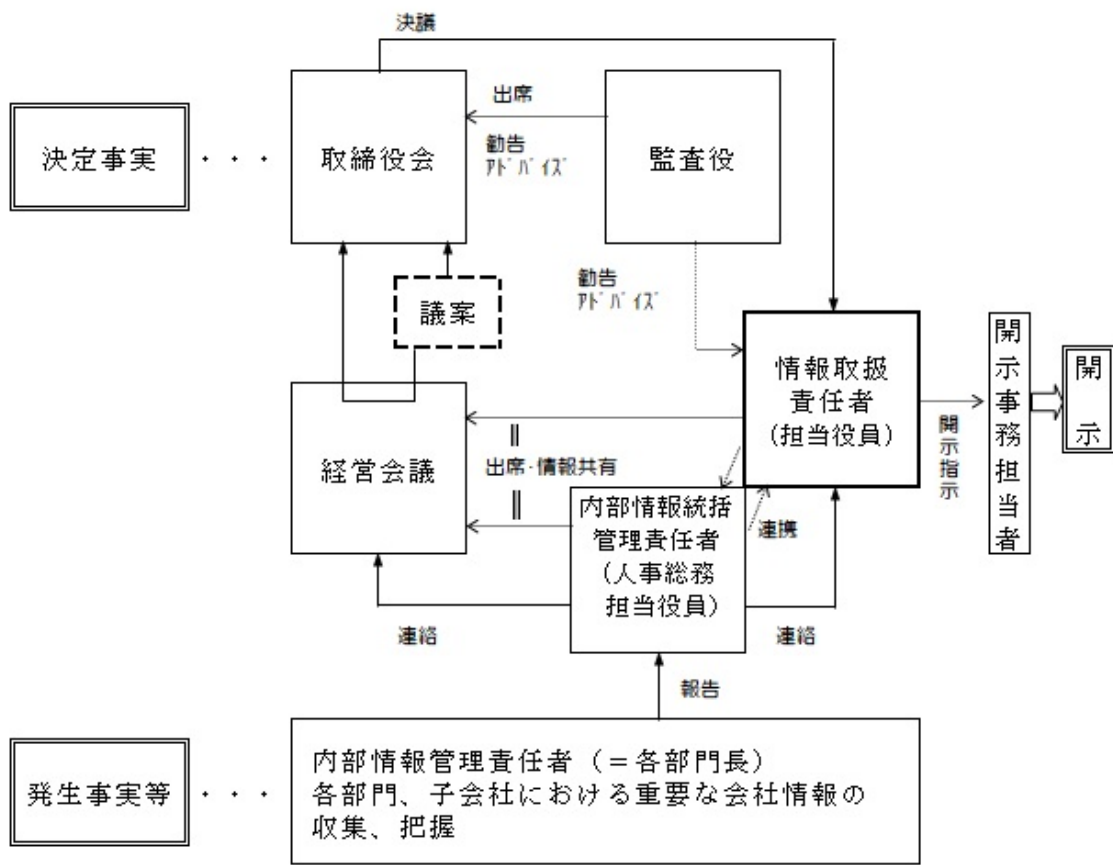 決議
決定事実
・・・
取締役会
出席
勧告
ｱﾄﾞﾊﾞｲｽﾞ
監査役
議案
勧告
ｱﾄﾞﾊﾞｲｽﾞ
経営会議
出席・情報共有
情報取扱
責任者
(担当役員)
開示指示
開示事務担当者
開示
内部情報統括
管理責任者
(人事総務
担当役員)
連携
連絡
連絡
報告
発生事実等
・・・
内部情報管理責任者（＝各部門長）
各部門、子会社における重要な会社情報の
収集、把握